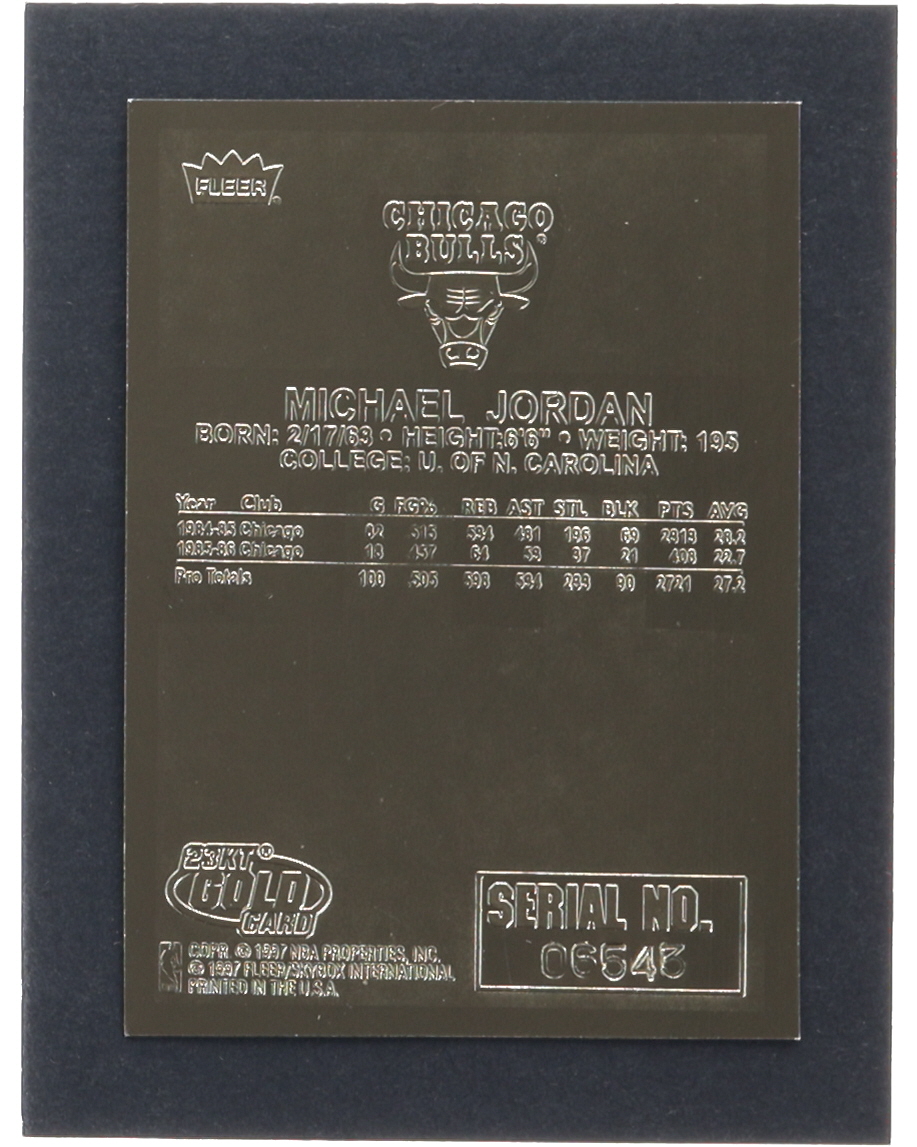 FLEER
CHICAGO
BULLS
MICHAEL JORDAN
BORN: 2/17/63 • HEIGHT:6'6" • WEIGHT: 195
COLLEGE: U. OF N. CAROLINA
Year Club G FG% REB AST STL BLK PTS AVG
1984-85 Chicago 82 .515 534 481 196 69 2313 28.2
1985-86 Chicago 18 .457 64 53 37 21 408 22.7
Pro Totals 100 .505 598 534 233 90 2721 27.2
23KT®
GOLD
CARD
SERIAL NO.
06543
COPR. © 1997 NBA PROPERTIES, INC.
© 1997 FLEER/SKYBOX INTERNATIONAL
PRINTED IN THE U.S.A.